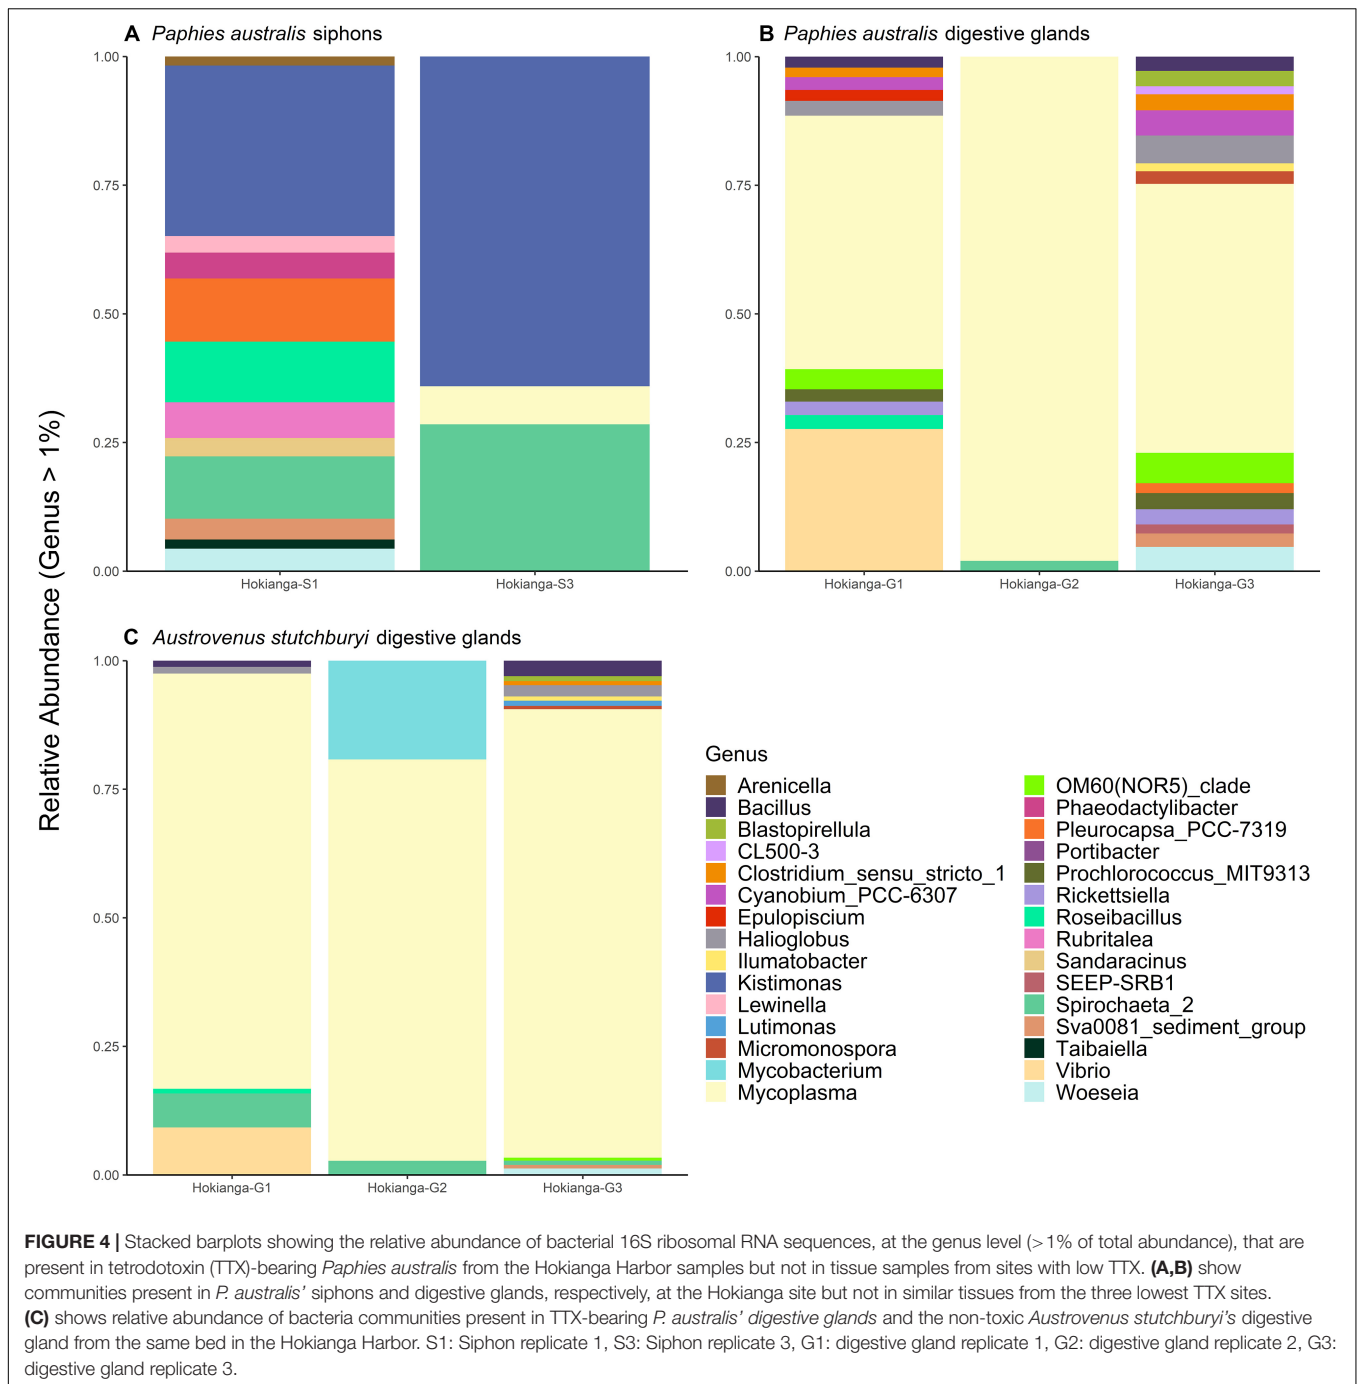 A Paphies australis siphons
B Paphies australis digestive glands
Relative Abundance (Genus > 1%)
1.00
0.75
0.50
0.25
0.00
Hokianga-S1
Hokianga-S3
1.00
0.75
0.50
0.25
0.00
Hokianga-G1
Hokianga-G2
Hokianga-G3
C Austrovenus stutchburyi digestive glands
1.00
0.75
0.50
0.25
0.00
Hokianga-G1
Hokianga-G2
Hokianga-G3
Genus
Arenicella
Bacillus
Blastopirellula
CL500-3
Clostridium_sensu_stricto_1
Cyanobium_PCC-6307
Epulopiscium
Halioglobus
Ilumatobacter
Kistimonas
Lewinella
Lutimonas
Micromonospora
Mycobacterium
Mycoplasma
OM60(NOR5)_clade
Phaeodactylibacter
Pleurocapsa_PCC-7319
Portibacter
Prochlorococcus_MIT9313
Rickettsiella
Roseibacillus
Rubritalea
Sandaracinus
SEEP-SRB1
Spirochaeta_2
Sva0081_sediment_group
Taibaiella
Vibrio
Woeseia
FIGURE 4 | Stacked barplots showing the relative abundance of bacterial 16S ribosomal RNA sequences, at the genus level (>1% of total abundance), that are
present in tetrodotoxin (TTX)-bearing Paphies australis from the Hokianga Harbor samples but not in tissue samples from sites with low TTX. (A,B) show
communities present in P. australis' siphons and digestive glands, respectively, at the Hokianga site but not in similar tissues from the three lowest TTX sites.
(C) shows relative abundance of bacteria communities present in TTX-bearing P. australis' digestive glands and the non-toxic Austrovenus stutchburyi's digestive
gland from the same bed in the Hokianga Harbor. S1: Siphon replicate 1, S3: Siphon replicate 3, G1: digestive gland replicate 1, G2: digestive gland replicate 2, G3:
digestive gland replicate 3.